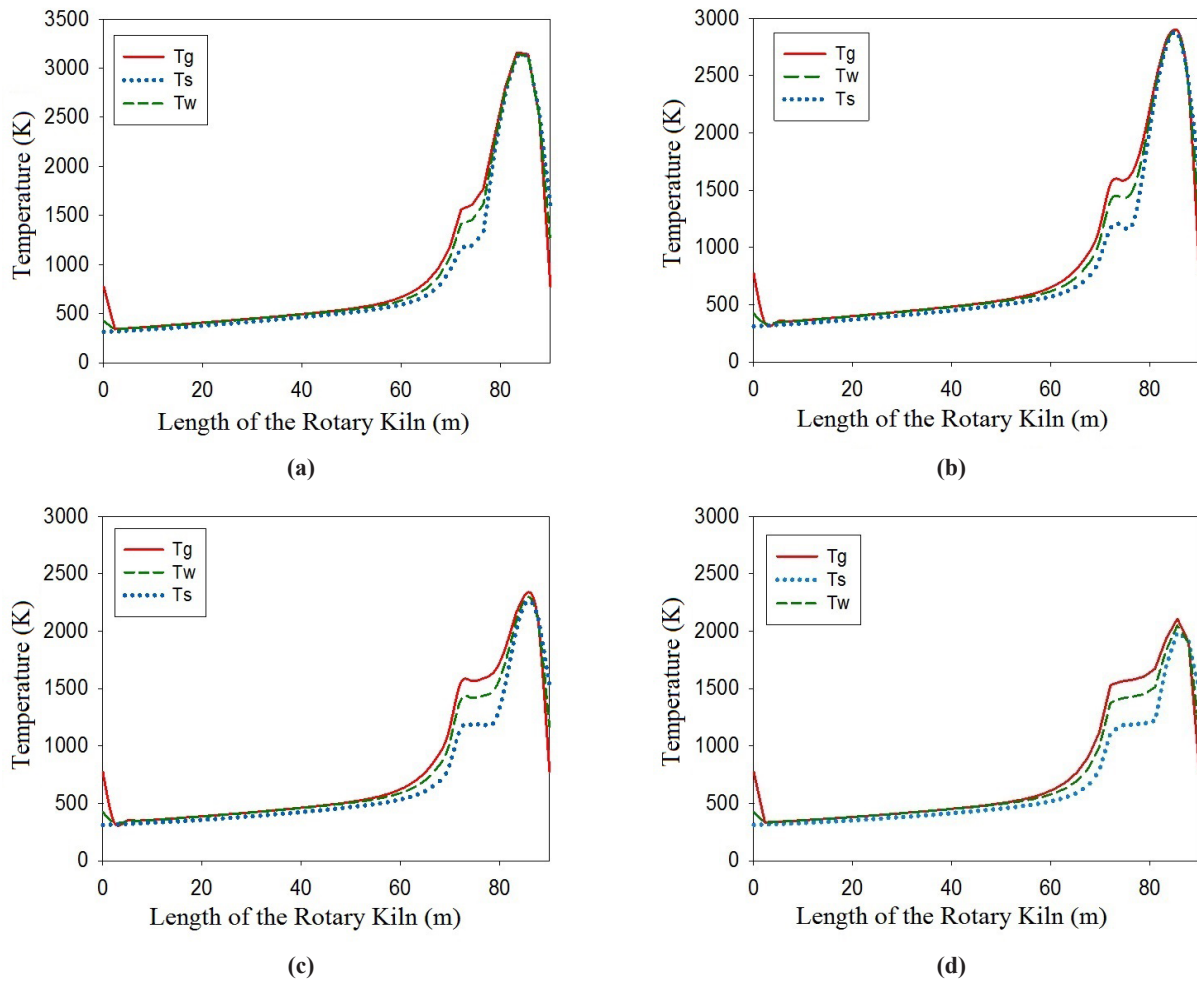 3500
3000
2500
2000
1500
1000
500
0
Temperature (K)
Tg
Ts
Tw
0 20 40 60 80
Length of the Rotary Kiln (m)
(a)
3000
2500
2000
1500
1000
500
0
Temperature (K)
Tg
Tw
Ts
0 20 40 60 80
Length of the Rotary Kiln (m)
(b)
3000
2500
2000
1500
1000
500
0
Temperature (K)
Tg
Tw
Ts
0 20 40 60 80
Length of the Rotary Kiln (m)
(c)
3000
2500
2000
1500
1000
500
0
Temperature (K)
Tg
Ts
Tw
0 20 40 60 80
Length of the Rotary Kiln (m)
(d)